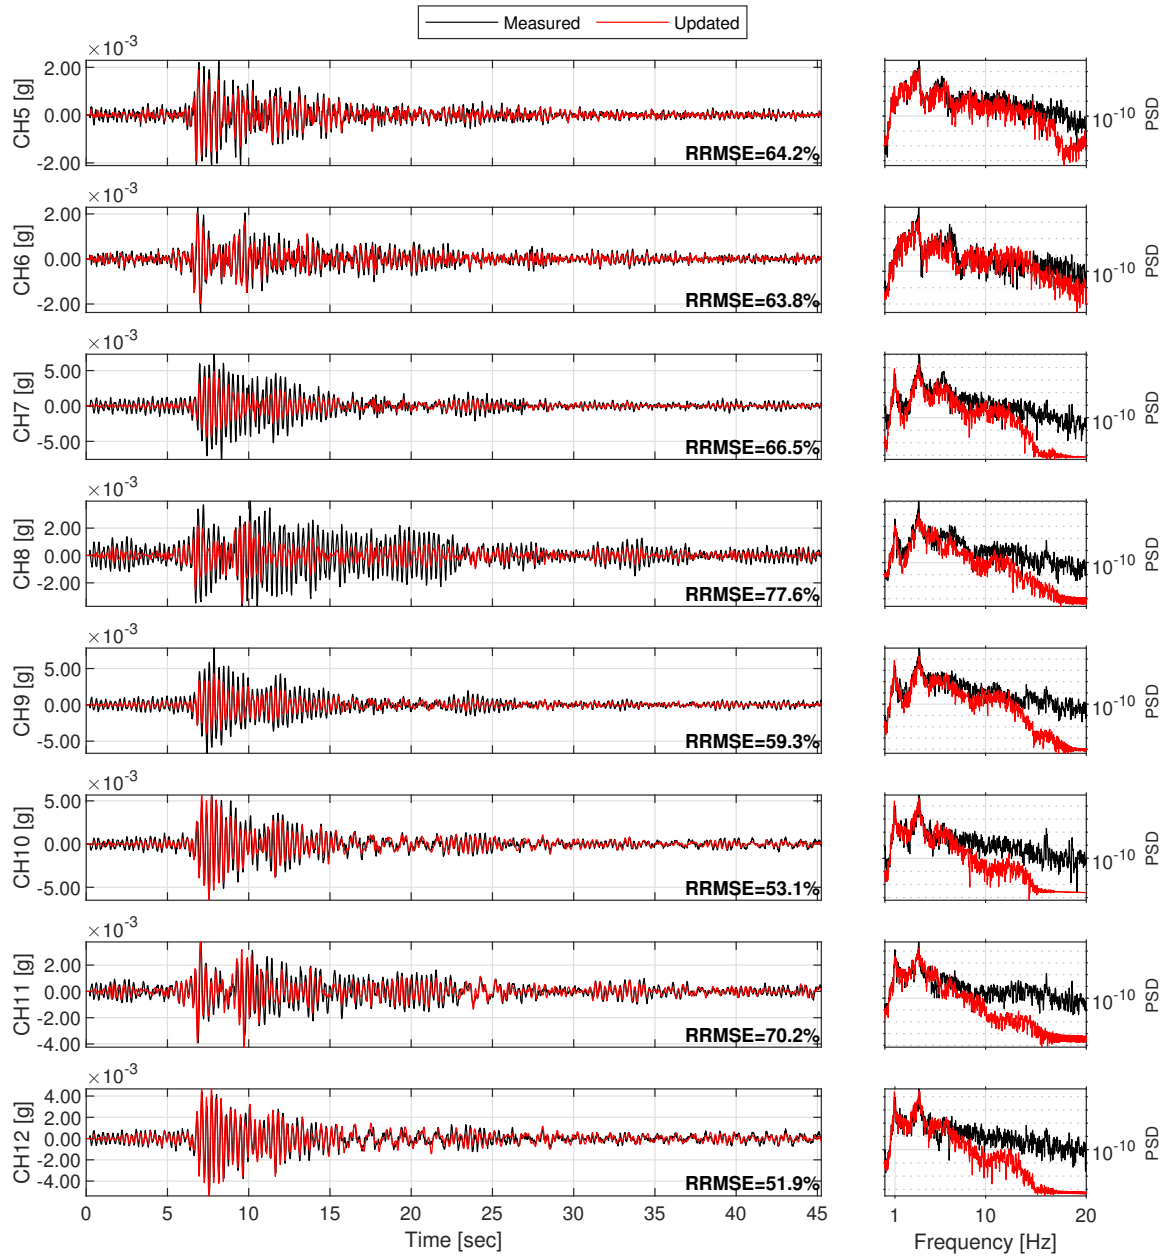 Measured Updated
×10-3
2.00
0.00
-2.00
CH5 [g]
RRMSE=64.2%
10-10
PSD
×10-3
2.00
0.00
-2.00
CH6 [g]
RRMSE=63.8%
10-10
PSD
×10-3
5.00
0.00
-5.00
CH7 [g]
RRMSE=66.5%
10-10
PSD
×10-3
2.00
0.00
-2.00
CH8 [g]
RRMSE=77.6%
10-10
PSD
×10-3
5.00
0.00
-5.00
CH9 [g]
RRMSE=59.3%
10-10
PSD
×10-3
5.00
0.00
-5.00
CH10 [g]
RRMSE=53.1%
10-10
PSD
×10-3
2.00
0.00
-2.00
-4.00
CH11 [g]
RRMSE=70.2%
10-10
PSD
×10-3
4.00
2.00
0.00
-2.00
-4.00
CH12 [g]
RRMSE=51.9%
10-10
PSD
0 5 10 15 20 25 30 35 40 45
Time [sec]
1 10 20
Frequency [Hz]